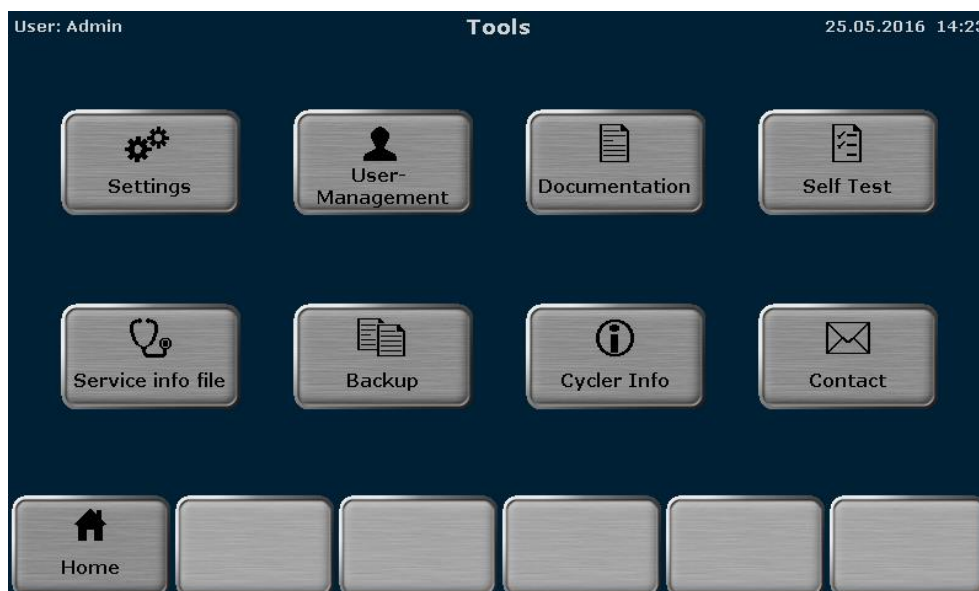 User: Admin
Tools
25.05.2016 14:23
Settings
User-
Management
Documentation
Self Test
Service info file
Backup
Cycler Info
Contact
Home